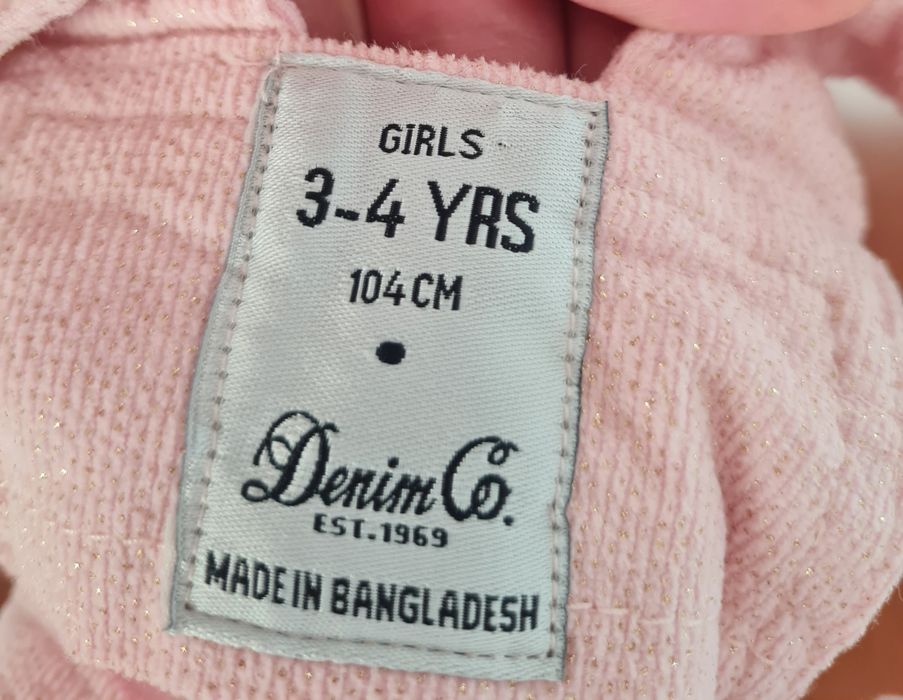 GIRLS
3-4 YRS
104CM
Denim Co.
EST.1969
MADE IN BANGLADESH